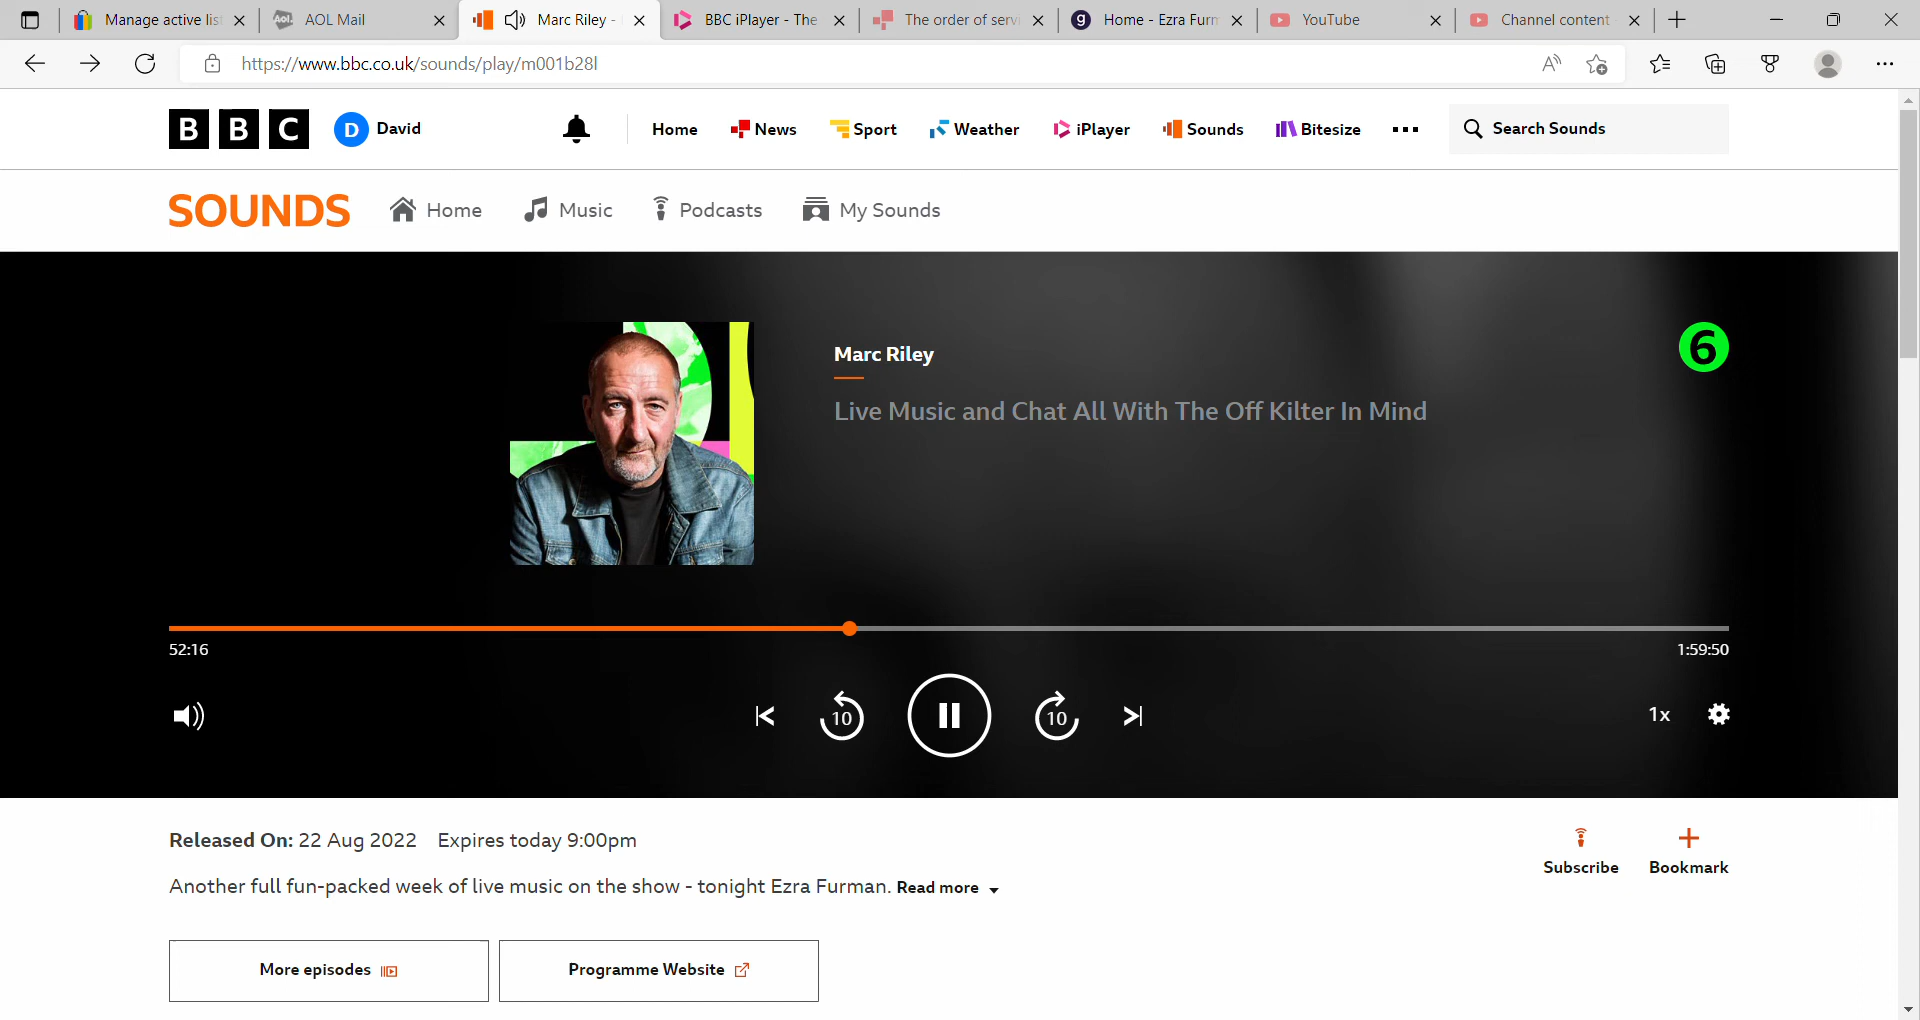 Manage active lis
AOL Mail
Marc Riley -
BBC iPlayer - The
The order of servi
Home - Ezra Furm
YouTube
Channel content
https://www.bbc.co.uk/sounds/play/m001b28l
BBC
D David
Home
News
Sport
Weather
iPlayer
Sounds
Bitesize
Search Sounds
SOUNDS
Home
Music
Podcasts
My Sounds
Marc Riley
6
Live Music and Chat All With The Off Kilter In Mind
52:16
1:59:50
10
10
1x
Released On: 22 Aug 2022 Expires today 9:00pm
Subscribe
Bookmark
Another full fun-packed week of live music on the show - tonight Ezra Furman. Read more
More episodes
Programme Website